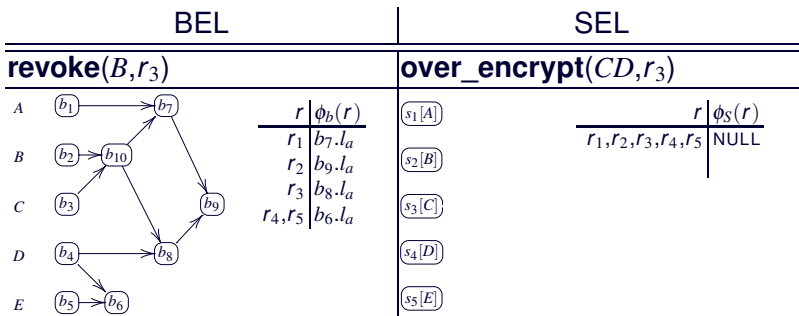 BEL SEL
revoke(B,r3) over_encrypt(CD,r3)
A b1 b7 r ϕb(r) s1[A] r ϕS(r)
r1 b7.la r1,r2,r3,r4,r5 NULL
B b2 b10 r2 b9.la s2[B]
r3 b8.la
C b3 b9 r4,r5 b6.la s3[C]
D b4 b8 s4[D]
E b5 b6 s5[E]